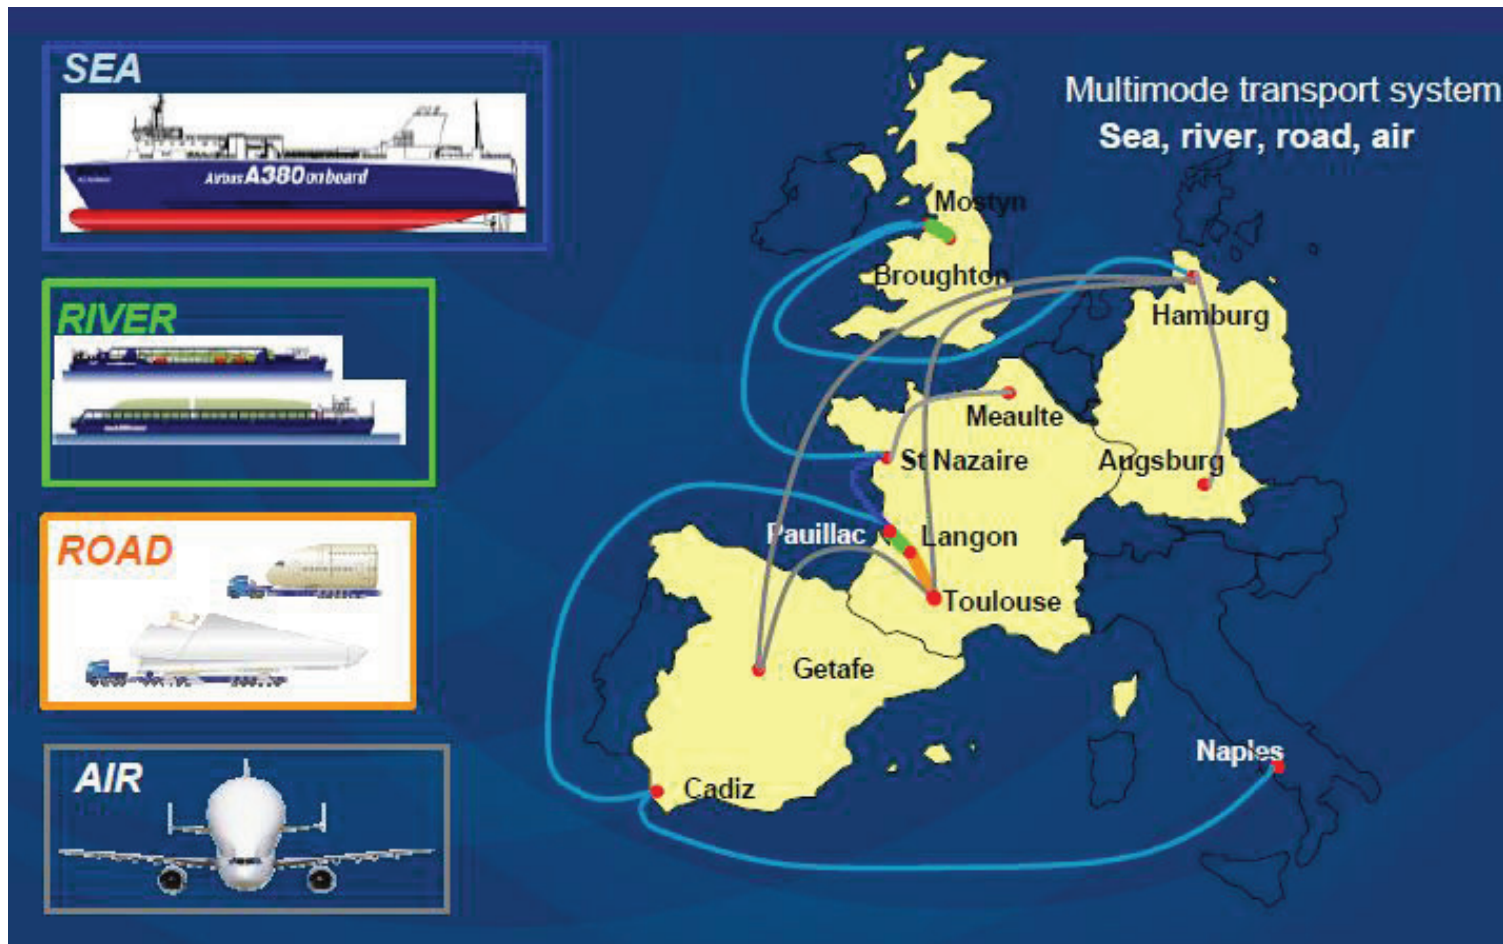 SEA
Airbus A380 on board
RIVER
ROAD
AIR
Multimode transport system
Sea, river, road, air
Mostyn
Broughton
Hamburg
Meaulte
St Nazaire
Augsburg
Pauillac
Langon
Toulouse
Getafe
Naples
Cadiz